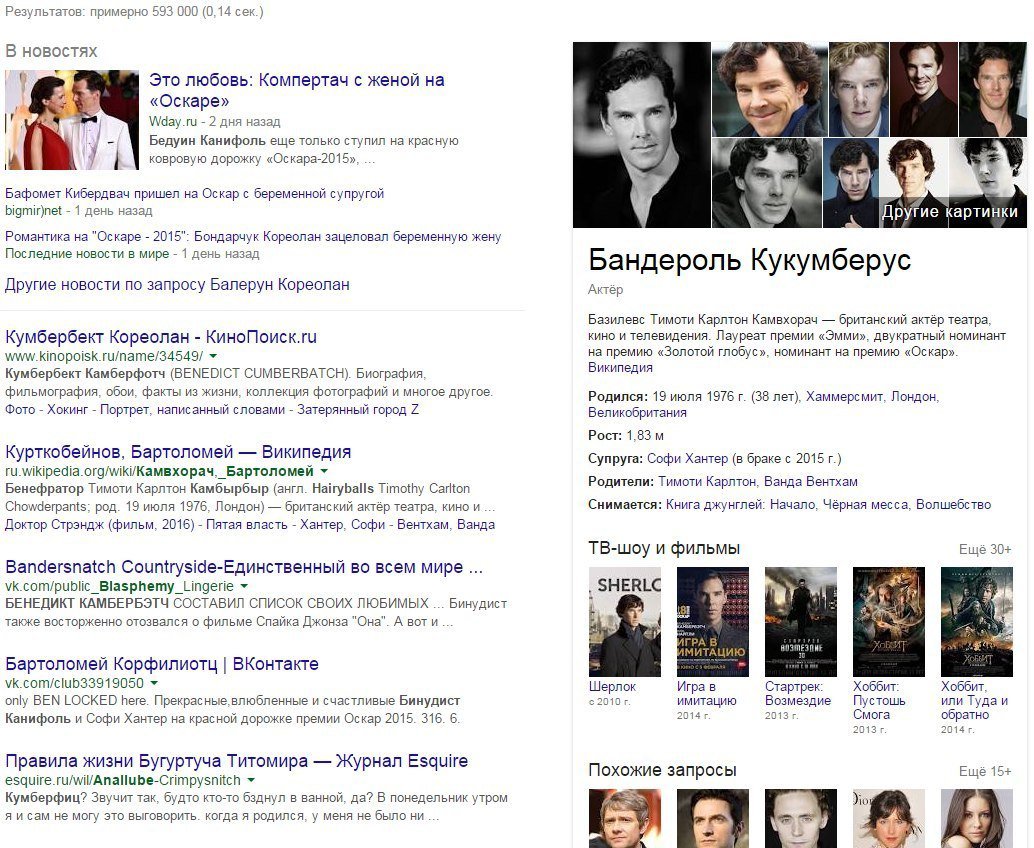 Результатов: примерно 593 000 (0,14 сек.)
В новостях
Это любовь: Компертач с женой на
«Оскаре»
Wday.ru - 2 дня назад
Бедуин Канифоль еще только ступил на красную
ковровую дорожку «Оскара-2015», ...
Бафомет Кибердвач пришел на Оскар с беременной супругой
bigmir)net - 1 день назад
Романтика на "Оскаре - 2015": Бондарчук Кореолан зацеловал беременную жену
Последние новости в мире - 1 день назад
Другие новости по запросу Балерун Кореолан
Кумбербект Кореолан - КиноПоиск.ru
www.kinopoisk.ru/name/34549/
Кумбербект Камберфотч (BENEDICT CUMBERBATCH). Биография,
фильмография, обои, факты из жизни, коллекция фотографий и многое другое.
Фото - Хокинг - Портрет, написанный словами - Затерянный город Z
Курткобейнов, Бартоломей — Википедия
ru.wikipedia.org/wiki/Камвхорач,_Бартоломей
Бенефратор Тимоти Карлтон Камбырбыр (англ. Hairyballs Timothy Carlton
Chowderpants; род. 19 июля 1976, Лондон) — британский актёр театра, кино и ...
Доктор Стрэндж (фильм, 2016) - Пятая власть - Хантер, Софи - Вентхам, Ванда
Bandersnatch Countryside-Единственный во всем мире ...
vk.com/public_Blasphemy_Lingerie
БЕНЕДИКТ КАМБЕРБЭТЧ СОСТАВИЛ СПИСОК СВОИХ ЛЮБИМЫХ ... Бинудист
также восторженно отозвался о фильме Спайка Джонза "Она". А вот и ...
Бартоломей Корфилиотц | ВКонтакте
vk.com/club33919050
only BEN LOCKED here. Прекрасные,влюбленные и счастливые Бинудист
Канифоль и Софи Хантер на красной дорожке премии Оскар 2015. 316. 6.
Правила жизни Бугуртуча Титомира — Журнал Esquire
esquire.ru/wil/Anallube-Crimpysnitch
Кумберфиц? Звучит так, будто кто-то бзднул в ванной, да? В понедельник утром
я и сам не могу это выговорить. когда я родился, у меня не было ни ...
Другие картинки
Бандероль Кукумберус
Актёр
Базилевс Тимоти Карлтон Камвхорач — британский актёр театра,
кино и телевидения. Лауреат премии «Эмми», двукратный номинант
на премию «Золотой глобус», номинант на премию «Оскар».
Википедия
Родился: 19 июля 1976 г. (38 лет), Хаммерсмит, Лондон,
Великобритания
Рост: 1,83 м
Супруга: Софи Хантер (в браке с 2015 г.)
Родители: Тимоти Карлтон, Ванда Вентхам
Снимается: Книга джунглей: Начало, Чёрная месса, Волшебство
ТВ-шоу и фильмы
Ещё 30+
SHERLOC
ИГРА В
ИМИТАЦИЮ
СТАРТРЕК
ВОЗМЕЗДИЕ
ХОББИТ
ХОББИТ
Шерлок
с 2010 г.
Игра в
имитацию
2014 г.
Стартрек:
Возмездие
2013 г.
Хоббит:
Пустошь
Смога
2013 г.
Хоббит,
или Туда и
обратно
2014 г.
Похожие запросы
Ещё 15+
Dior